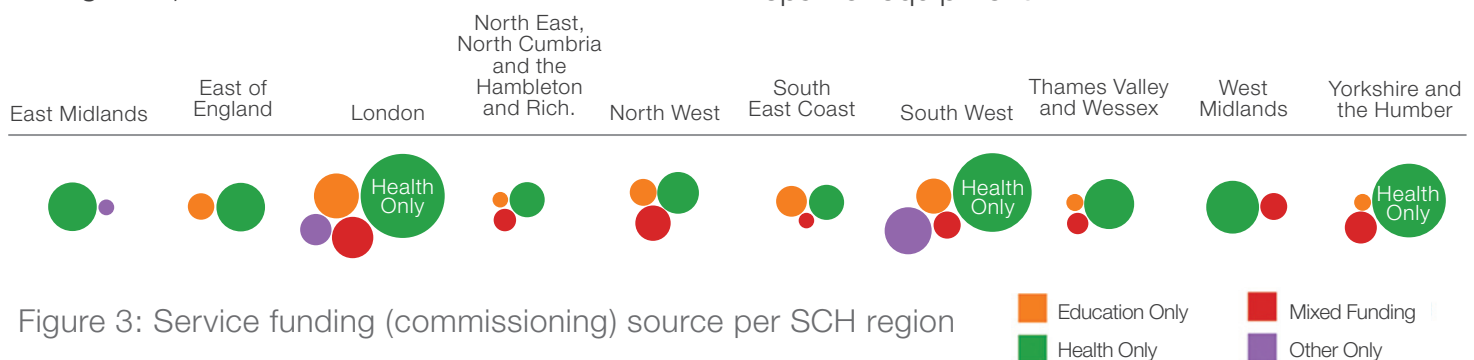 East Midlands
East of
England
London
North East,
North Cumbria
and the
Hambleton
and Rich.
North West
South
East Coast
South West
Thames Valley
and Wessex
West
Midlands
Yorkshire and
the Humber
Health
Only
Health
Only
Health
Only
Figure 3: Service funding (commissioning) source per SCH region
Education Only
Mixed Funding
Health Only
Other Only